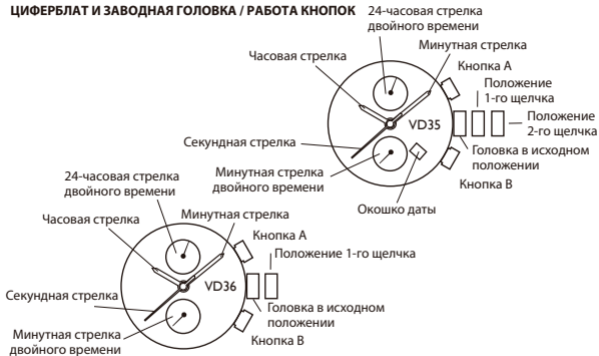 ЦИФЕРБЛАТ И ЗАВОДНАЯ ГОЛОВКА / РАБОТА КНОПОК
24-часовая стрелка
двойного времени
Минутная стрелка
Часовая стрелка
Кнопка A
Положение
1-го щелчка
Положение
2-го щелчка
VD35
Секундная стрелка
Головка в исходном
положении
Минутная стрелка
двойного времени
Кнопка B
Окошко даты
24-часовая стрелка
двойного времени
Часовая стрелка
Минутная стрелка
Кнопка A
Положение 1-го щелчка
VD36
Секундная стрелка
Головка в исходном
положении
Минутная стрелка
двойного времени
Кнопка B